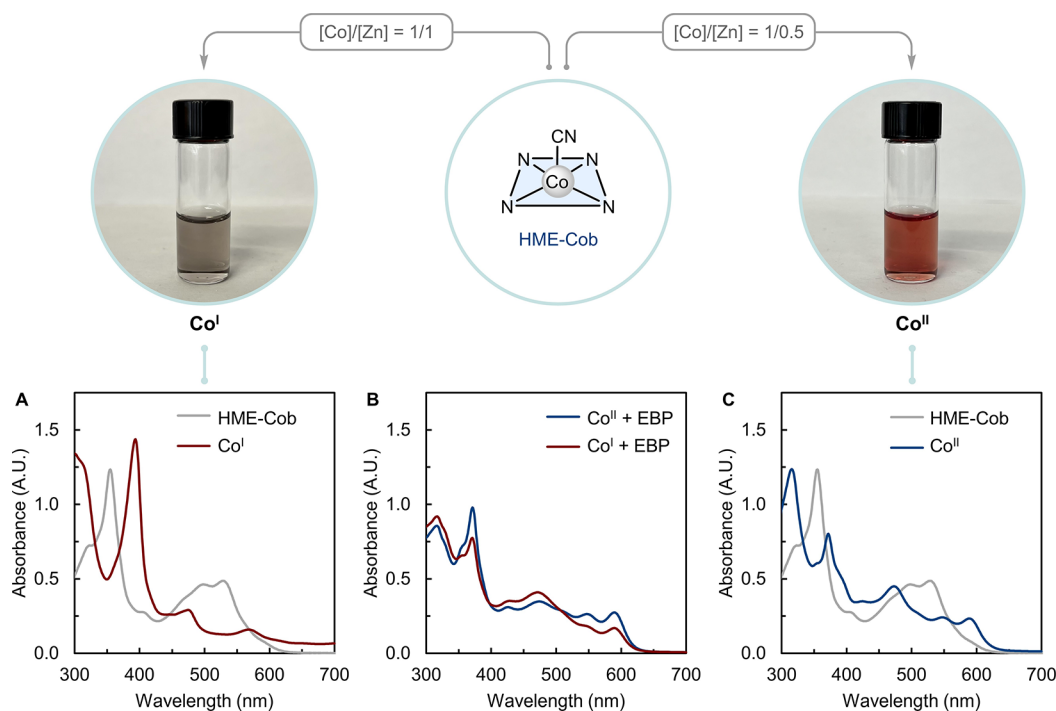 [Co]/[Zn] = 1/1
[Co]/[Zn] = 1/0.5
CN
N
N
Co
N
N
HME-Cob
Coᴵ
Coᴵᴵ
A
HME-Cob
Coᴵ
1.5
1.0
0.5
0.0
Absorbance (A.U.)
300 400 500 600 700
Wavelength (nm)
B
Coᴵᴵ + EBP
Coᴵ + EBP
1.5
1.0
0.5
0.0
Absorbance (A.U.)
300 400 500 600 700
Wavelength (nm)
C
HME-Cob
Coᴵᴵ
1.5
1.0
0.5
0.0
Absorbance (A.U.)
300 400 500 600 700
Wavelength (nm)